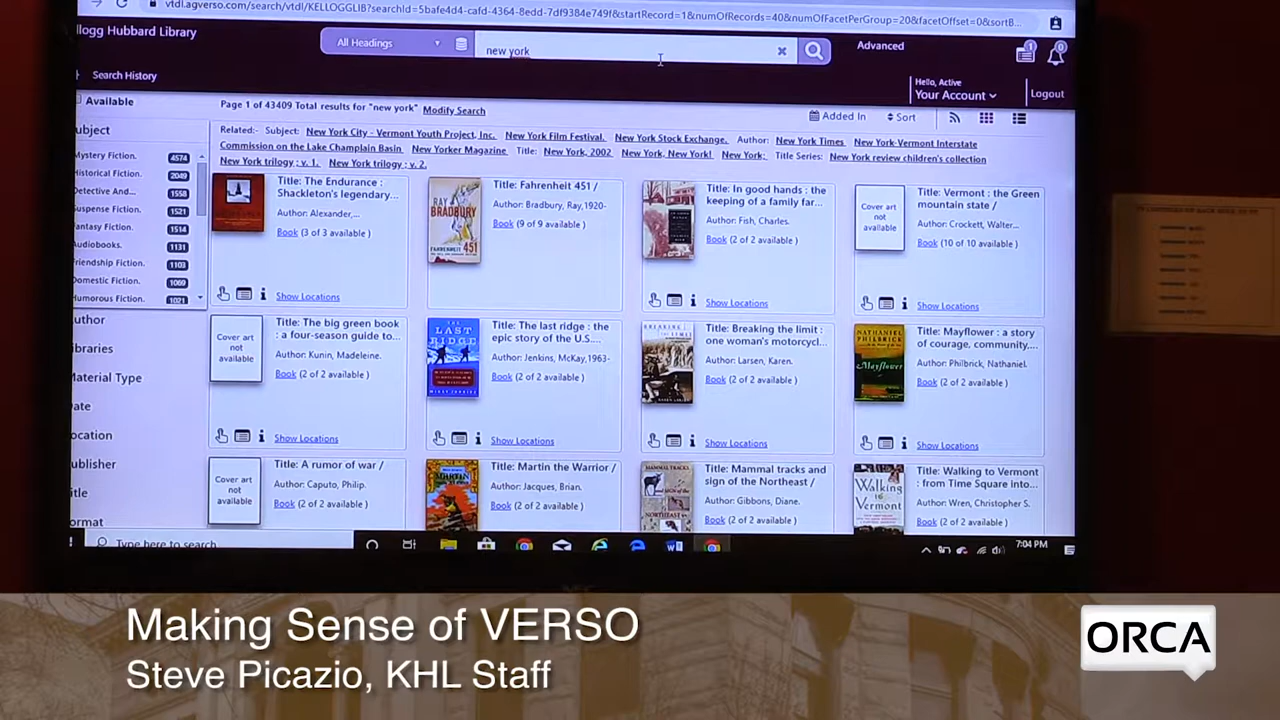 vtdl.agverso.com/search/vtdl/KELLOGGLIB?searchId=5bafe4d4-cafd-4364-8edd-7df9384e749f&startRecord=1&numOfRecords=40&numOfFacetPerGroup=20&facetOffset=0&sortB...
llogg Hubbard Library
All Headings
new york
Advanced
1
0
Search History
Hello, Active
Your Account
Logout
Available
Page 1 of 43409 Total results for "new york" Modify Search
Added In
Sort
ubject
Related:- Subject: New York City - Vermont Youth Project, Inc. New York Film Festival. New York Stock Exchange. Author: New York Times New York-Vermont Interstate
Commission on the Lake Champlain Basin New Yorker Magazine Title: New York, 2002 New York, New York! New York: Title Series: New York review children's collection
New York trilogy ; v. 1. New York trilogy ; v. 2.
Mystery Fiction. 4574
Historical Fiction. 2049
Detective And... 1558
Suspense Fiction. 1521
Fantasy Fiction. 1514
Audiobooks. 1131
Friendship Fiction. 1103
Domestic Fiction. 1069
Humorous Fiction. 1021
Title: The Endurance :
Shackleton's legendary...
Author: Alexander,...
Book (3 of 3 available )
Show Locations
RAY
BRADBURY
FAHRENHEIT 451
Title: Fahrenheit 451 /
Author: Bradbury, Ray,1920-
Book (9 of 9 available )
Title: In good hands : the
keeping of a family far...
Author: Fish, Charles.
Book (2 of 2 available )
Show Locations
Cover art
not
available
Title: Vermont : the Green
mountain state /
Author: Crockett, Walter...
Book (10 of 10 available )
Show Locations
uthor
ibraries
Material Type
ate
ocation
ublisher
itle
ormat
Cover art
not
available
Title: The big green book
: a four-season guide to...
Author: Kunin, Madeleine.
Book (2 of 2 available )
Show Locations
THE
LAST
RIDGE
Title: The last ridge : the
epic story of the U.S....
Author: Jenkins, McKay,1963-
Book (2 of 2 available )
Show Locations
BREAKING
Title: Breaking the limit :
one woman's motorcycl...
Author: Larsen, Karen.
Book (2 of 2 available )
Show Locations
NATHANIEL
PHILBRICK
Mayflower
Title: Mayflower : a story
of courage, community,...
Author: Philbrick, Nathaniel.
Book (2 of 2 available )
Show Locations
Cover art
not
available
Title: A rumor of war /
Author: Caputo, Philip.
Book (2 of 2 available )
MARTIN
Title: Martin the Warrior /
Author: Jacques, Brian.
Book (2 of 2 available )
MAMMAL TRACKS
Title: Mammal tracks and
sign of the Northeast /
Author: Gibbons, Diane.
Book (2 of 2 available )
Walking
to
Vermont
Title: Walking to Vermont
: from Time Square into...
Author: Wren, Christopher S.
Book (2 of 2 available )
Type here to search
7:04 PM
Making Sense of VERSO
Steve Picazio, KHL Staff
ORCA